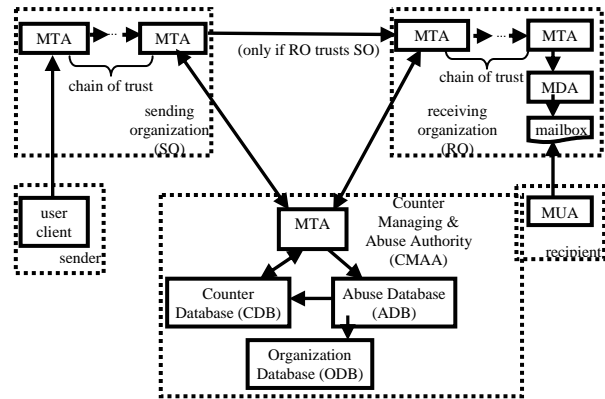 MTA ... MTA
chain of trust
sending
organization
(SO)
(only if RO trusts SO)
MTA ... MTA
chain of trust
MDA
mailbox
receiving
organization (RO)
user
client
sender
MUA
recipient
MTA
Counter
Managing &
Abuse Authority
(CMAA)
Counter
Database (CDB)
Abuse Database
(ADB)
Organization
Database (ODB)